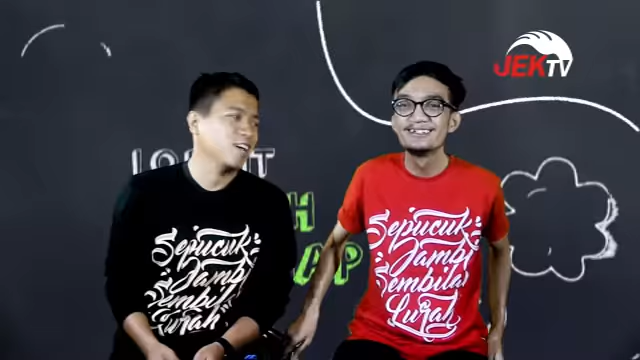 JEKTV
Sepucuk
Jambi
Sembilan
Lurah
Sepucuk
Jambi
Sembilan
Lurah